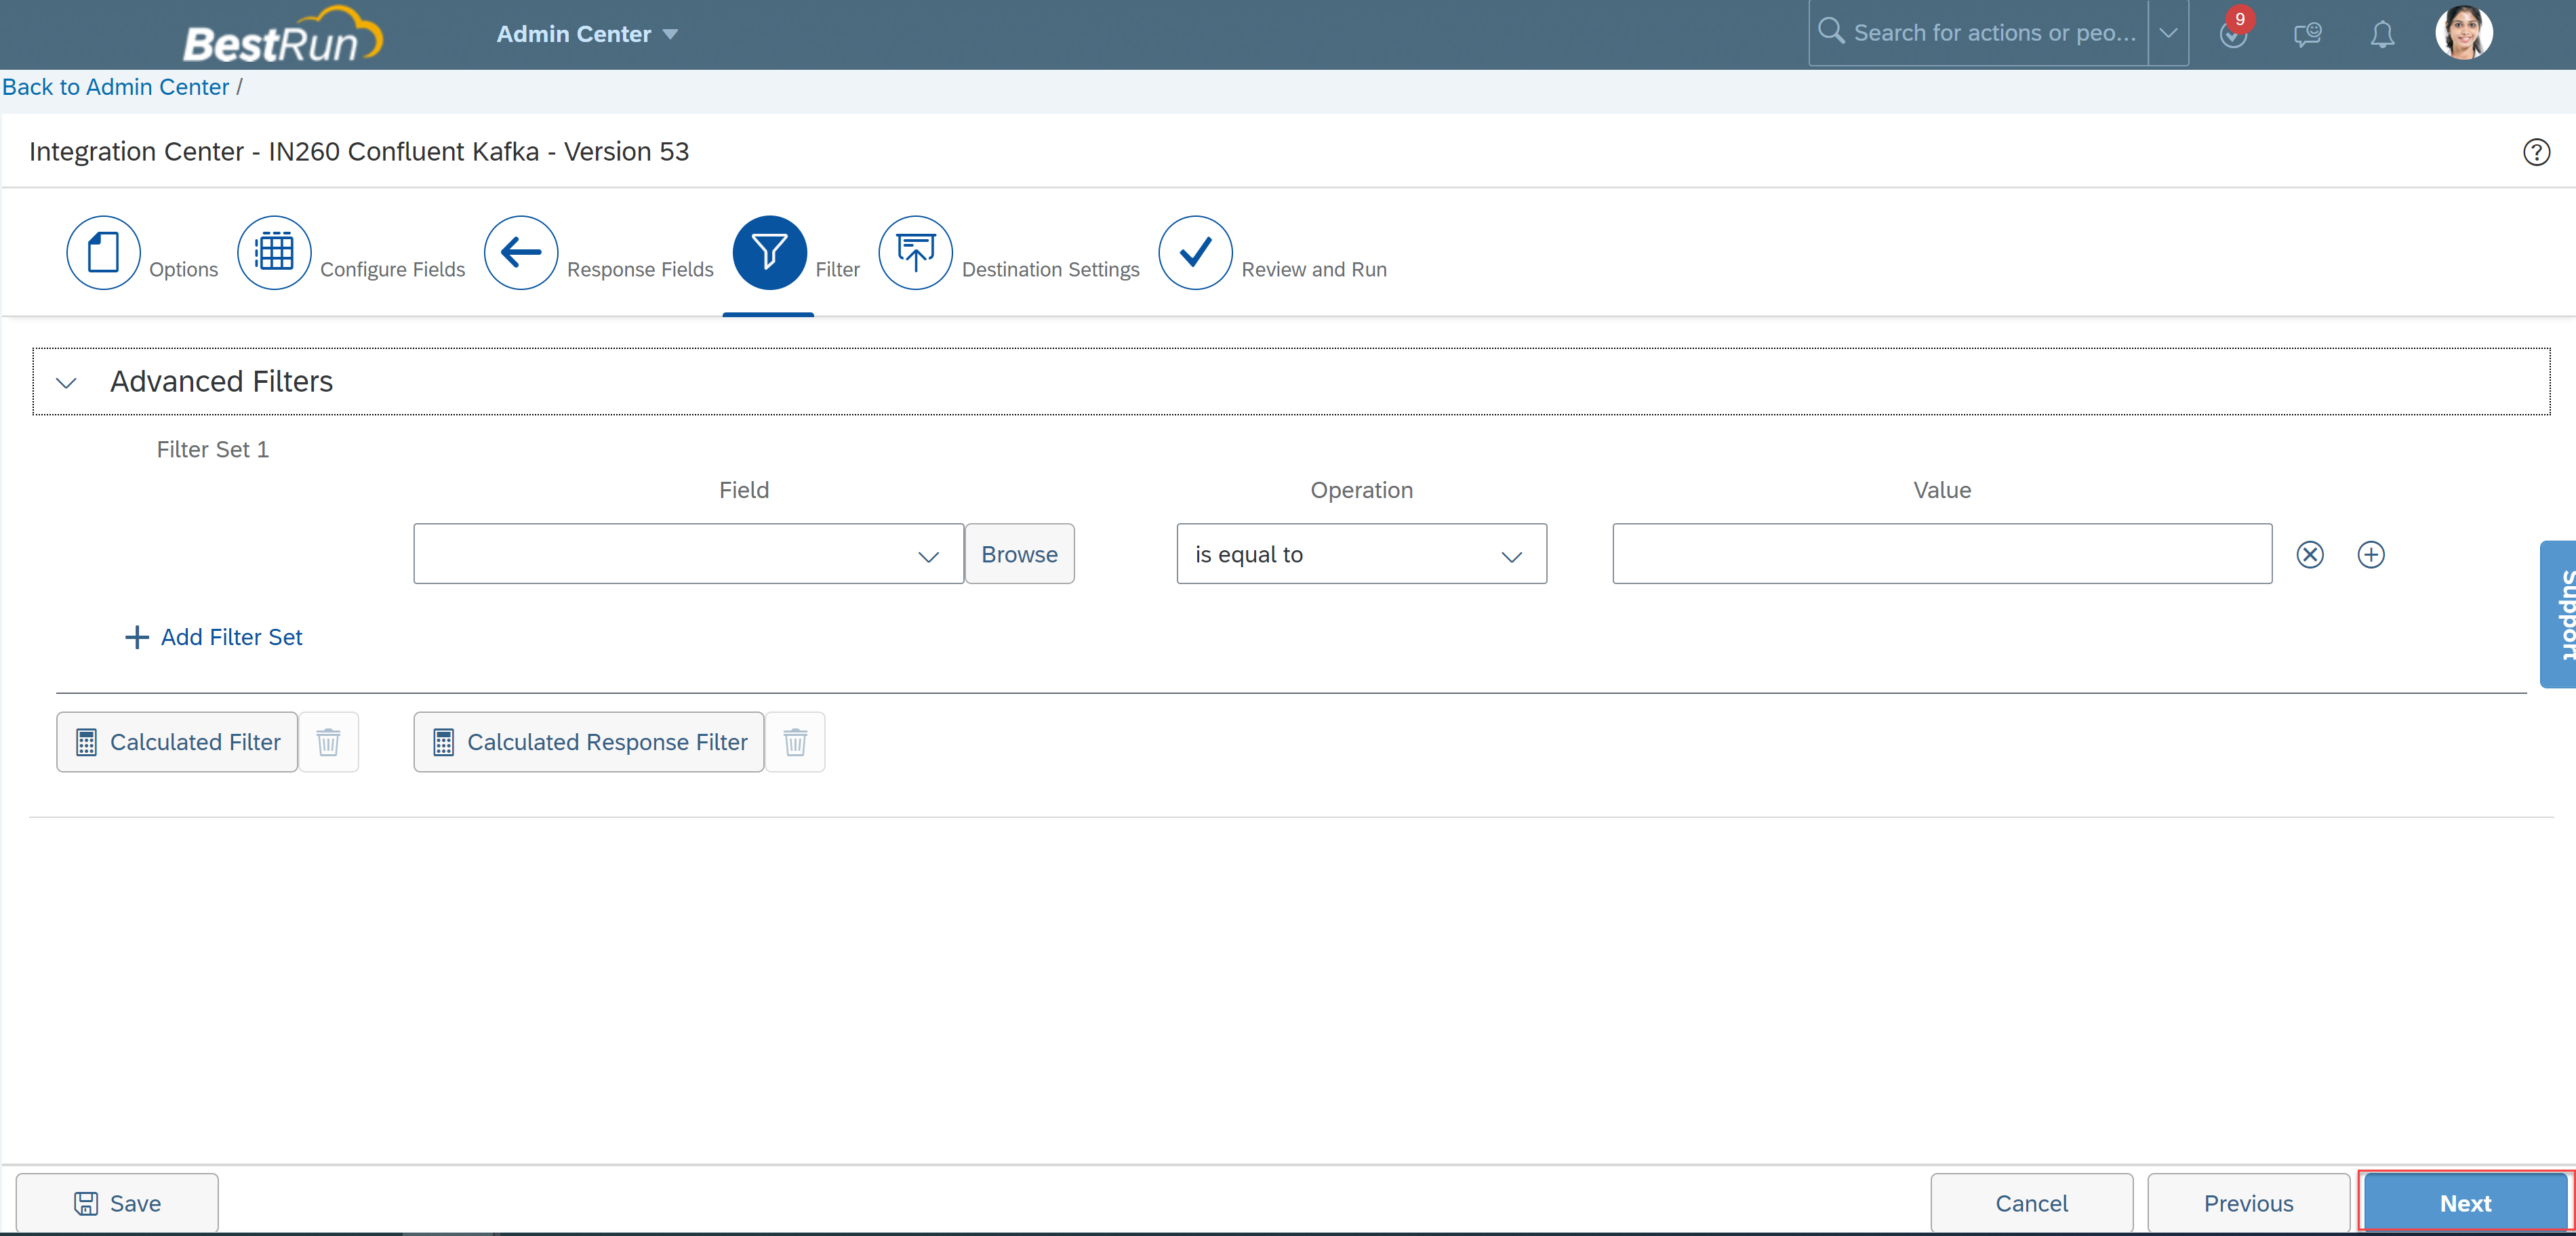 BestRun
Admin Center
Search for actions or peo...
9
Back to Admin Center /
Integration Center - IN260 Confluent Kafka - Version 53
Options
Configure Fields
Response Fields
Filter
Destination Settings
Review and Run
Advanced Filters
Filter Set 1
Field Operation Value
Browse
is equal to
Support
Add Filter Set
Calculated Filter
Calculated Response Filter
Save
Cancel
Previous
Next